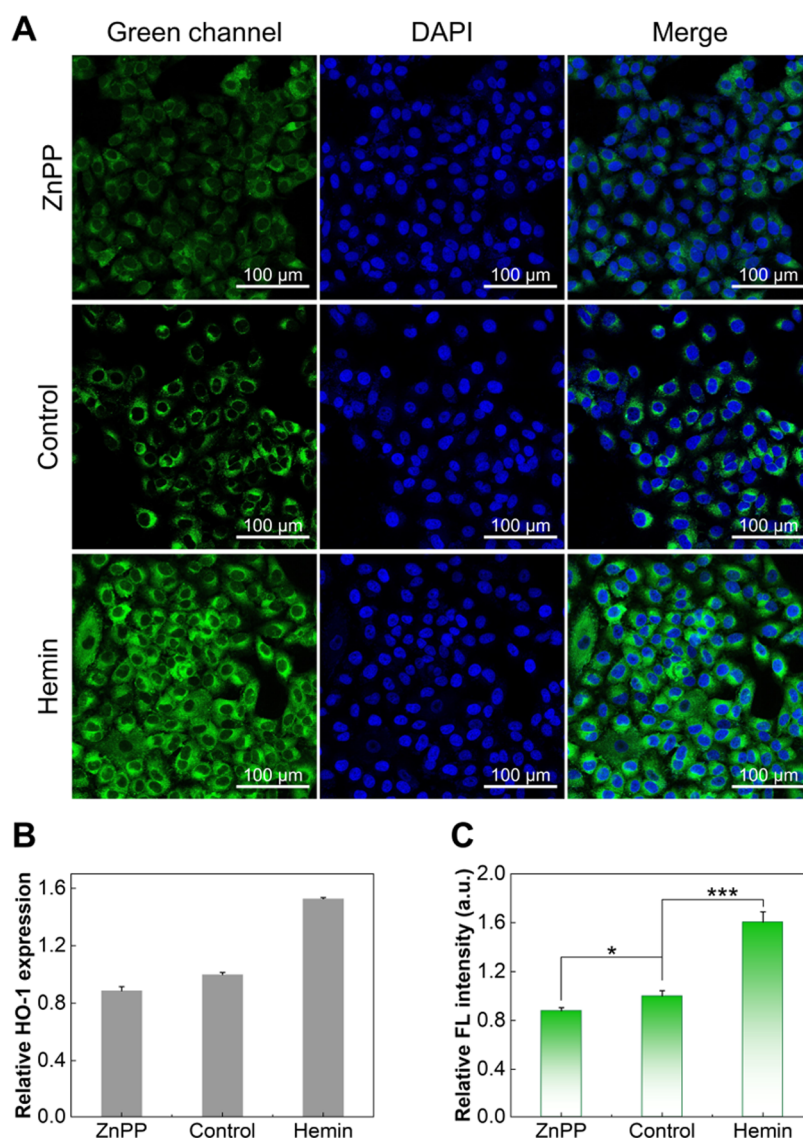 A
Green channel DAPI Merge
ZnPP
100 μm 100 μm 100 μm
Control
100 μm 100 μm 100 μm
Hemin
100 μm 100 μm 100 μm
B
Relative HO-1 expression
1.6
1.2
0.8
0.4
0.0
ZnPP Control Hemin
C
Relative FL intensity (a.u.)
2.0
1.6
1.2
0.8
0.4
0.0
*
***
ZnPP Control Hemin